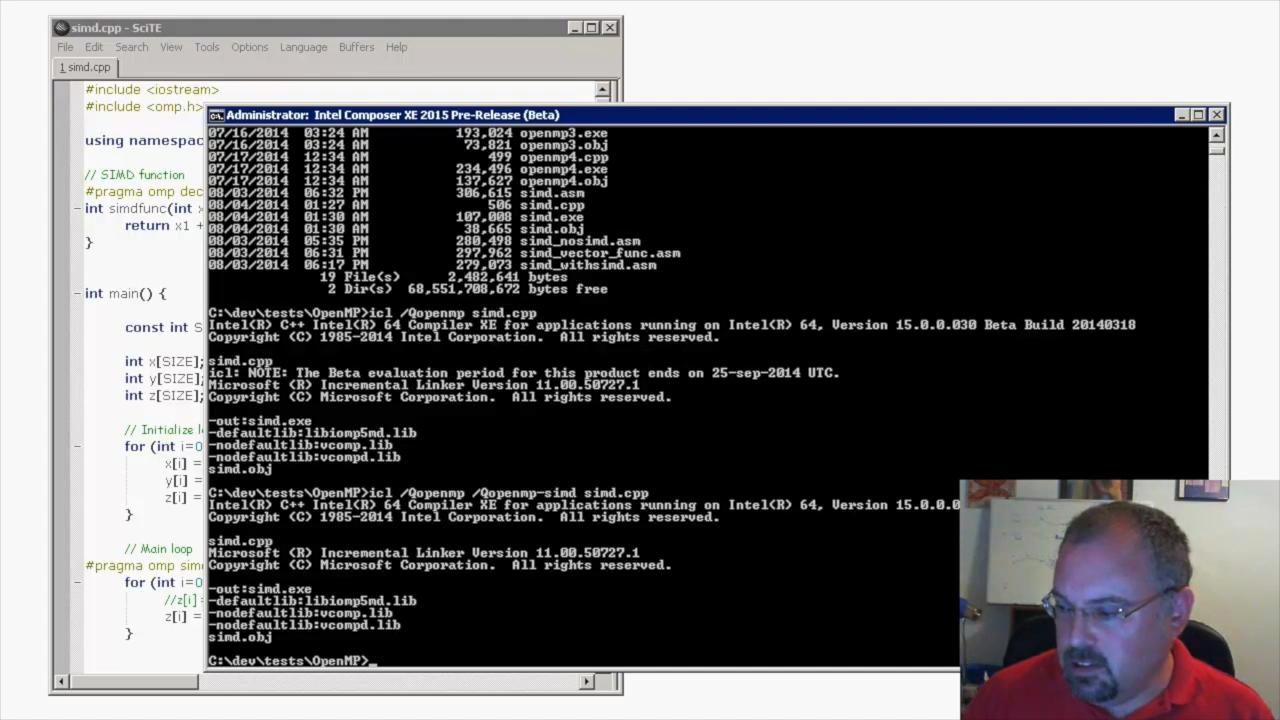 simd.cpp - SciTE
File Edit Search View Tools Options Language Buffers Help
1 simd.cpp
#include <iostream>
#include <omp.h>
using namespac
// SIMD function
#pragma omp dec
int simdfunc(int x
return x1 +
}
int main() {
const int S
int x[SIZE];
int y[SIZE];
int z[SIZE];
// Initialize
for (int i=0
x[i] =
y[i] =
z[i] =
}
// Main loop
#pragma omp simd
for (int i=0
//z[i] =
z[i] =
}
Administrator: Intel Composer XE 2015 Pre-Release (Beta)
07/16/2014 03:24 AM 193,024 openmp3.exe
07/16/2014 03:24 AM 73,821 openmp3.obj
07/17/2014 12:34 AM 499 openmp4.cpp
07/17/2014 12:34 AM 234,496 openmp4.exe
07/17/2014 12:34 AM 137,627 openmp4.obj
08/03/2014 06:32 PM 306,615 simd.asm
08/04/2014 01:27 AM 506 simd.cpp
08/04/2014 01:30 AM 107,008 simd.exe
08/04/2014 01:30 AM 38,665 simd.obj
08/03/2014 05:35 PM 280,498 simd_nosimd.asm
08/03/2014 06:31 PM 297,962 simd_vector_func.asm
08/03/2014 06:17 PM 279,073 simd_withsimd.asm
19 File(s) 2,482,641 bytes
2 Dir(s) 68,551,708,672 bytes free
C:\dev\tests\OpenMP>icl /Qopenmp simd.cpp
Intel(R) C++ Intel(R) 64 Compiler XE for applications running on Intel(R) 64, Version 15.0.0.030 Beta Build 20140318
Copyright (C) 1985-2014 Intel Corporation. All rights reserved.
simd.cpp
icl: NOTE: The Beta evaluation period for this product ends on 25-sep-2014 UTC.
Microsoft (R) Incremental Linker Version 11.00.50727.1
Copyright (C) Microsoft Corporation. All rights reserved.
-out:simd.exe
-defaultlib:libiomp5md.lib
-nodefaultlib:vcomp.lib
-nodefaultlib:vcompd.lib
simd.obj
C:\dev\tests\OpenMP>icl /Qopenmp /Qopenmp-simd simd.cpp
Intel(R) C++ Intel(R) 64 Compiler XE for applications running on Intel(R) 64, Version 15.0.0
Copyright (C) 1985-2014 Intel Corporation. All rights reserved.
simd.cpp
Microsoft (R) Incremental Linker Version 11.00.50727.1
Copyright (C) Microsoft Corporation. All rights reserved.
-out:simd.exe
-defaultlib:libiomp5md.lib
-nodefaultlib:vcomp.lib
-nodefaultlib:vcompd.lib
simd.obj
C:\dev\tests\OpenMP>_